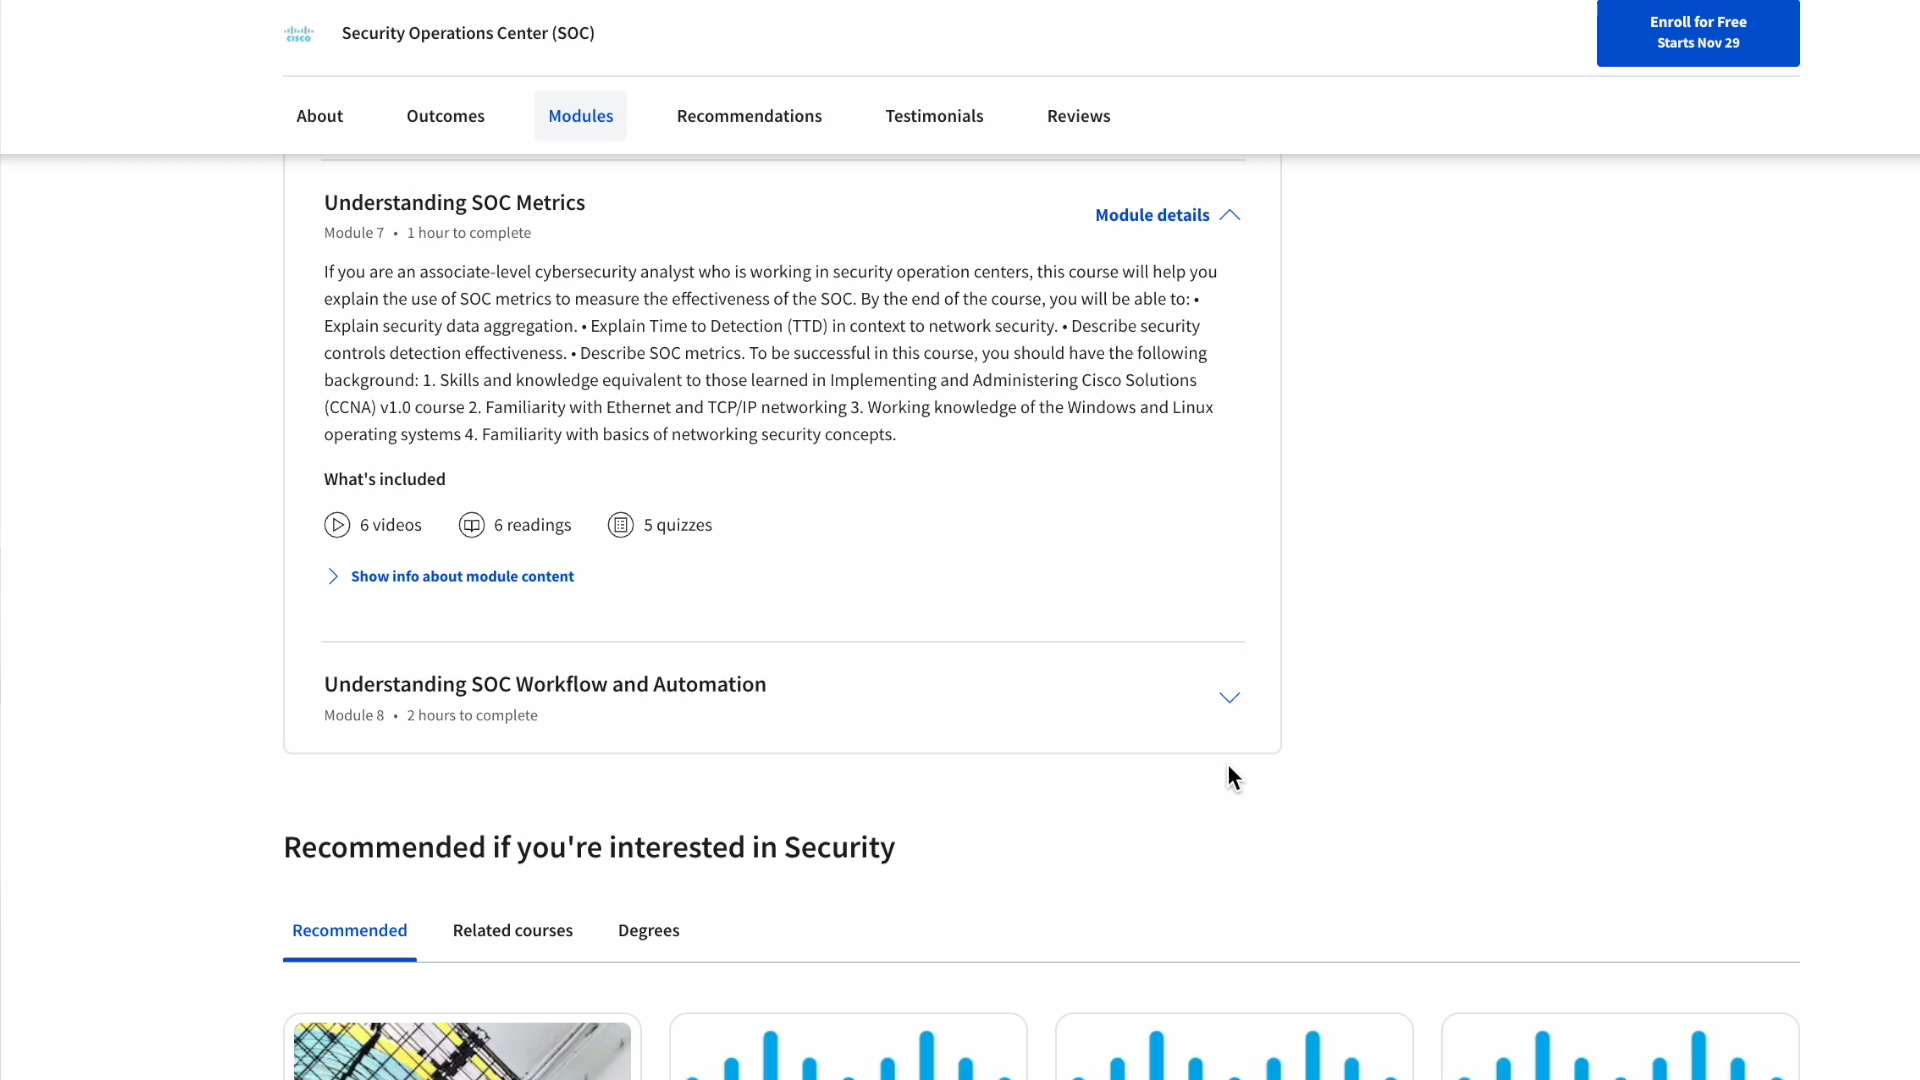 CISCO
Security Operations Center (SOC)
Enroll for Free
Starts Nov 29
About
Outcomes
Modules
Recommendations
Testimonials
Reviews
Understanding SOC Metrics
Module details
Module 7 • 1 hour to complete
If you are an associate-level cybersecurity analyst who is working in security operation centers, this course will help you
explain the use of SOC metrics to measure the effectiveness of the SOC. By the end of the course, you will be able to: •
Explain security data aggregation. • Explain Time to Detection (TTD) in context to network security. • Describe security
controls detection effectiveness. • Describe SOC metrics. To be successful in this course, you should have the following
background: 1. Skills and knowledge equivalent to those learned in Implementing and Administering Cisco Solutions
(CCNA) v1.0 course 2. Familiarity with Ethernet and TCP/IP networking 3. Working knowledge of the Windows and Linux
operating systems 4. Familiarity with basics of networking security concepts.
What's included
6 videos
6 readings
5 quizzes
Show info about module content
Understanding SOC Workflow and Automation
Module 8 • 2 hours to complete
Recommended if you're interested in Security
Recommended
Related courses
Degrees